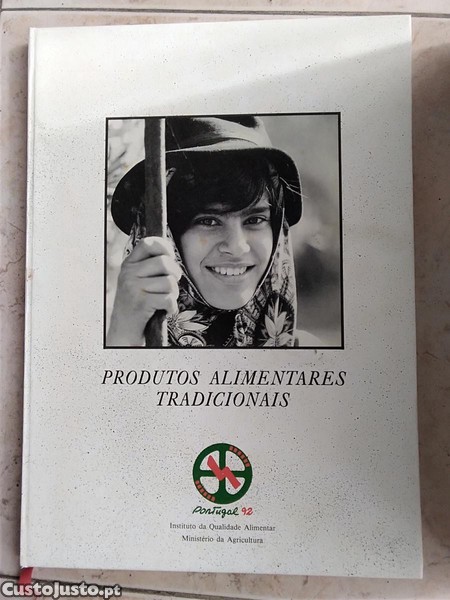 PRODUTOS ALIMENTARES
TRADICIONAIS
Portugal 92
Instituto da Qualidade Alimentar
Ministério da Agricultura
CustoJusto.pt